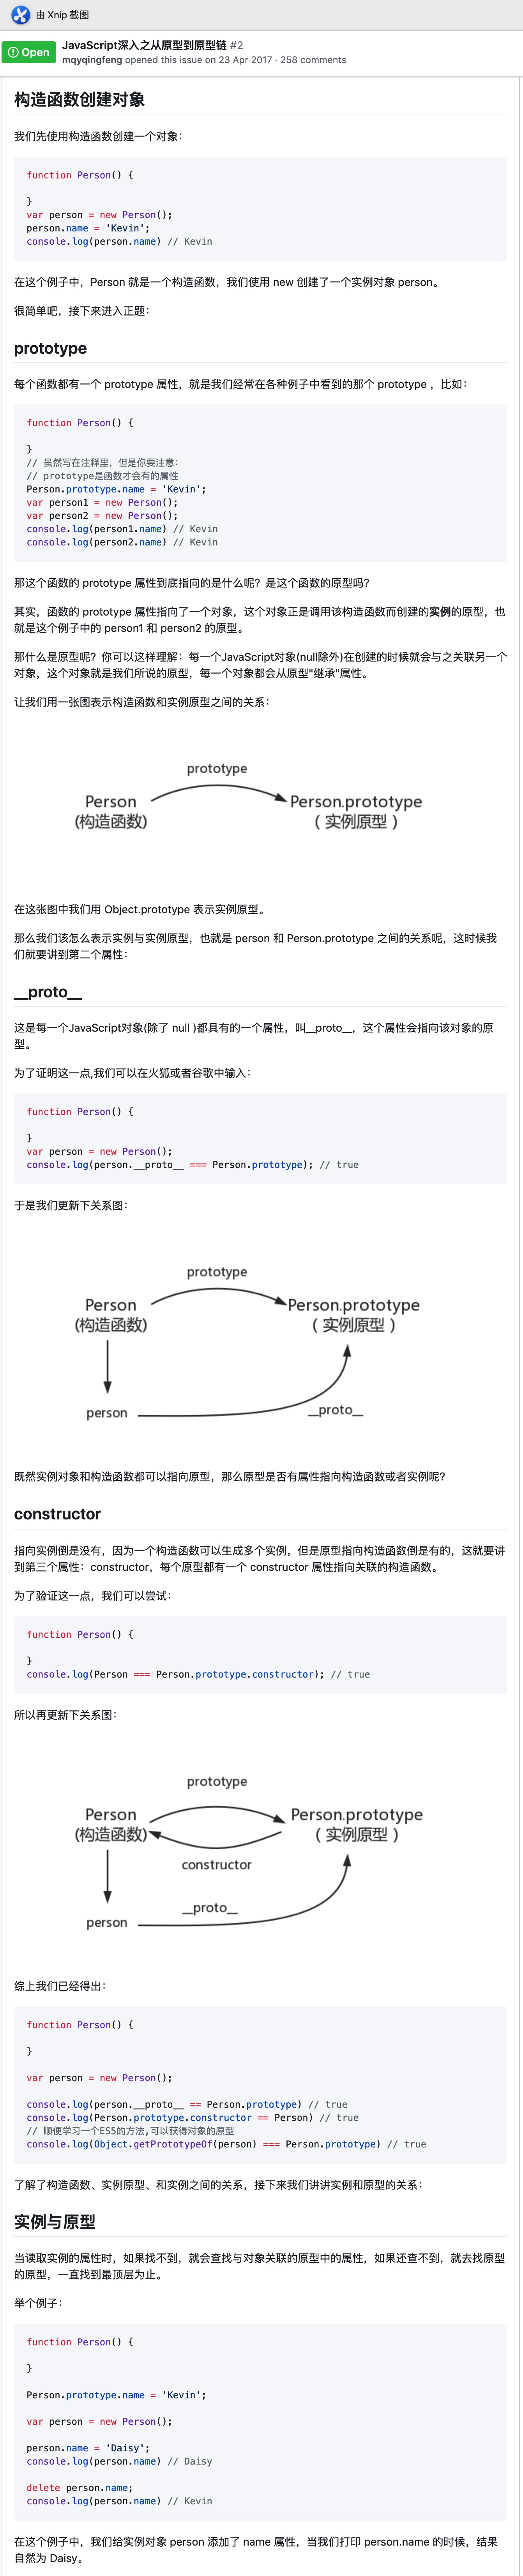 由 Xnip 截图
Open
JavaScript深入之从原型到原型链 #2
mqyqingfeng opened this issue on 23 Apr 2017 · 258 comments
构造函数创建对象
我们先使用构造函数创建一个对象：
function Person() {
}
var person = new Person();
person.name = 'Kevin';
console.log(person.name) // Kevin
在这个例子中，Person 就是一个构造函数，我们使用 new 创建了一个实例对象 person。
很简单吧，接下来进入正题：
prototype
每个函数都有一个 prototype 属性，就是我们经常在各种例子中看到的那个 prototype ，比如：
function Person() {
}
// 虽然写在注释里，但是你要注意：
// prototype是函数才会有的属性
Person.prototype.name = 'Kevin';
var person1 = new Person();
var person2 = new Person();
console.log(person1.name) // Kevin
console.log(person2.name) // Kevin
那这个函数的 prototype 属性到底指向的是什么呢？是这个函数的原型吗？
其实，函数的 prototype 属性指向了一个对象，这个对象正是调用该构造函数而创建的实例的原型，也
就是这个例子中的 person1 和 person2 的原型。
那什么是原型呢？你可以这样理解：每一个JavaScript对象(null除外)在创建的时候就会与之关联另一个
对象，这个对象就是我们所说的原型，每一个对象都会从原型"继承"属性。
让我们用一张图表示构造函数和实例原型之间的关系：
prototype
Person
Person.prototype
(构造函数)
（实例原型）
在这张图中我们用 Object.prototype 表示实例原型。
那么我们该怎么表示实例与实例原型，也就是 person 和 Person.prototype 之间的关系呢，这时候我
们就要讲到第二个属性：
__proto__
这是每一个JavaScript对象(除了 null )都具有的一个属性，叫__proto__，这个属性会指向该对象的原
型。
为了证明这一点,我们可以在火狐或者谷歌中输入：
function Person() {
}
var person = new Person();
console.log(person.__proto__ === Person.prototype); // true
于是我们更新下关系图：
prototype
Person
Person.prototype
(构造函数)
（实例原型）
person
__proto__
既然实例对象和构造函数都可以指向原型，那么原型是否有属性指向构造函数或者实例呢？
constructor
指向实例倒是没有，因为一个构造函数可以生成多个实例，但是原型指向构造函数倒是有的，这就要讲
到第三个属性：constructor，每个原型都有一个 constructor 属性指向关联的构造函数。
为了验证这一点，我们可以尝试：
function Person() {
}
console.log(Person === Person.prototype.constructor); // true
所以再更新下关系图：
prototype
Person
Person.prototype
(构造函数)
（实例原型）
constructor
__proto__
person
综上我们已经得出：
function Person() {
}
var person = new Person();
console.log(person.__proto__ == Person.prototype) // true
console.log(Person.prototype.constructor == Person) // true
// 顺便学习一个ES5的方法,可以获得对象的原型
console.log(Object.getPrototypeOf(person) === Person.prototype) // true
了解了构造函数、实例原型、和实例之间的关系，接下来我们讲讲实例和原型的关系：
实例与原型
当读取实例的属性时，如果找不到，就会查找与对象关联的原型中的属性，如果还查不到，就去找原型
的原型，一直找到最顶层为止。
举个例子：
function Person() {
}
Person.prototype.name = 'Kevin';
var person = new Person();
person.name = 'Daisy';
console.log(person.name) // Daisy
delete person.name;
console.log(person.name) // Kevin
在这个例子中，我们给实例对象 person 添加了 name 属性，当我们打印 person.name 的时候，结果
自然为 Daisy。